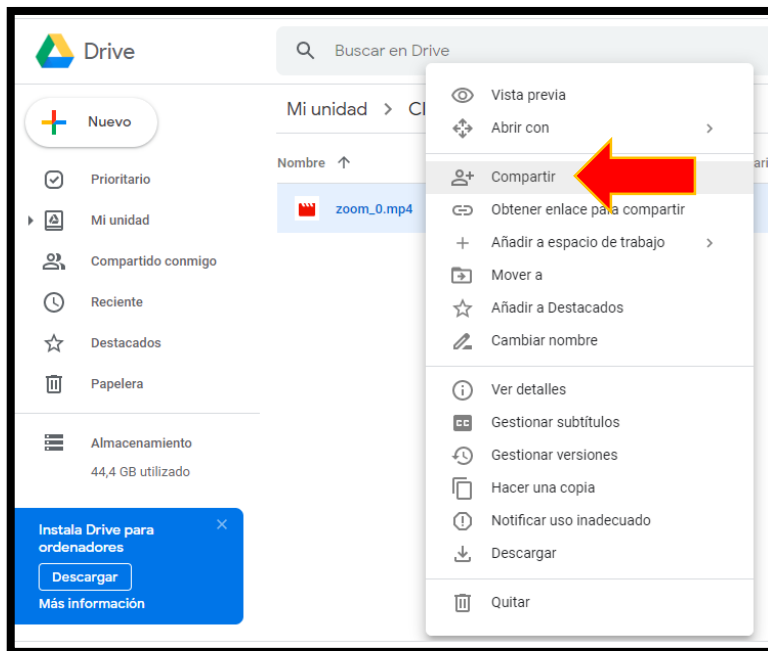 Drive
Buscar en Drive
Nuevo
Prioritario
Mi unidad
Compartido conmigo
Reciente
Destacados
Papelera
Almacenamiento
44,4 GB utilizado
Instala Drive para
ordenadores
Descargar
Más información
Mi unidad > Cl
Nombre
zoom_0.mp4
Vista previa
Abrir con
Compartir
Obtener enlace para compartir
Añadir a espacio de trabajo
Mover a
Añadir a Destacados
Cambiar nombre
Ver detalles
Gestionar subtítulos
Gestionar versiones
Hacer una copia
Notificar uso inadecuado
Descargar
Quitar